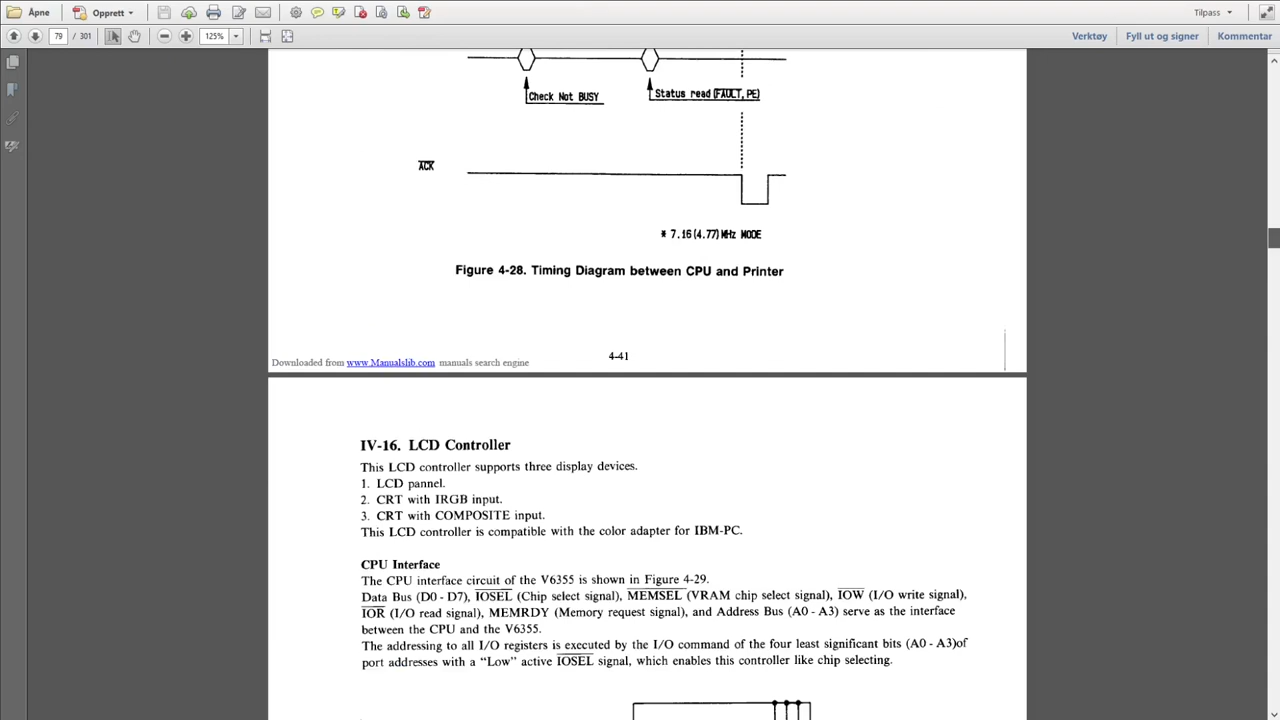 Åpne
Opprett
Tilpass
79 / 301
125%
Verktøy
Fyll ut og signer
Kommentar
Check Not BUSY
Status read (FAULT, PE)
ACK
* 7.16(4.77)MHz MODE
Figure 4-28. Timing Diagram between CPU and Printer
4-41
Downloaded from www.Manualslib.com manuals search engine
IV-16. LCD Controller
This LCD controller supports three display devices.
1. LCD pannel.
2. CRT with IRGB input.
3. CRT with COMPOSITE input.
This LCD controller is compatible with the color adapter for IBM-PC.
CPU Interface
The CPU interface circuit of the V6355 is shown in Figure 4-29.
Data Bus (D0 - D7), IOSEL (Chip select signal), MEMSEL (VRAM chip select signal), IOW (I/O write signal),
IOR (I/O read signal), MEMRDY (Memory request signal), and Address Bus (A0 - A3) serve as the interface
between the CPU and the V6355.
The addressing to all I/O registers is executed by the I/O command of the four least significant bits (A0 - A3)of
port addresses with a “Low” active IOSEL signal, which enables this controller like chip selecting.